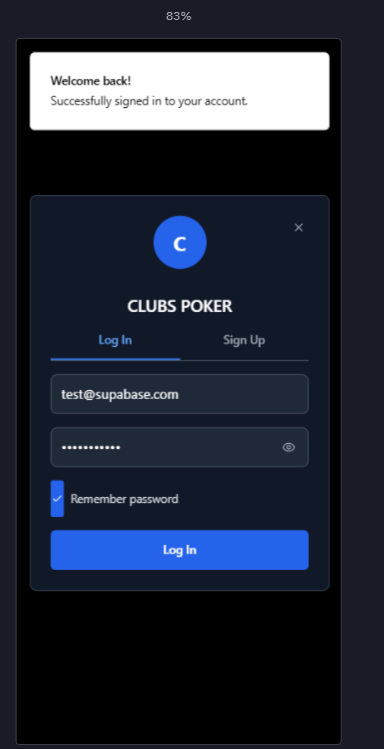 83%
Welcome back!
Successfully signed in to your account.
C
CLUBS POKER
Log In
Sign Up
test@supabase.com
•••••••••••
Remember password
Log In